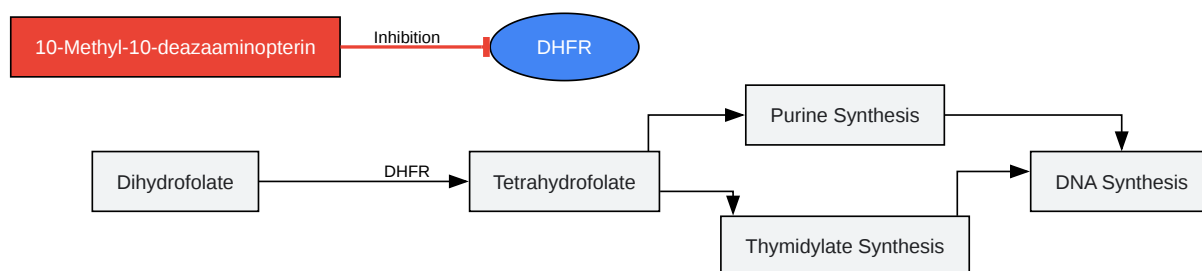 10-Methyl-10-deazaaminopterin
Inhibition
DHFR
Purine Synthesis
Dihydrofolate
DHFR
Tetrahydrofolate
DNA Synthesis
Thymidylate Synthesis